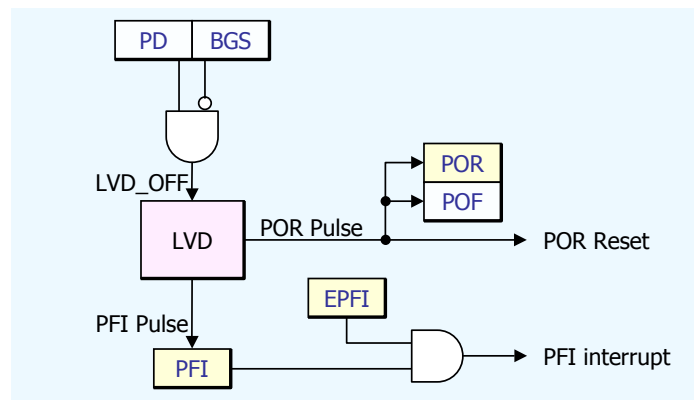 PD BGS
LVD_OFF
POR
POF
LVD
POR Pulse
POR Reset
EPFI
PFI Pulse
PFI
PFI interrupt